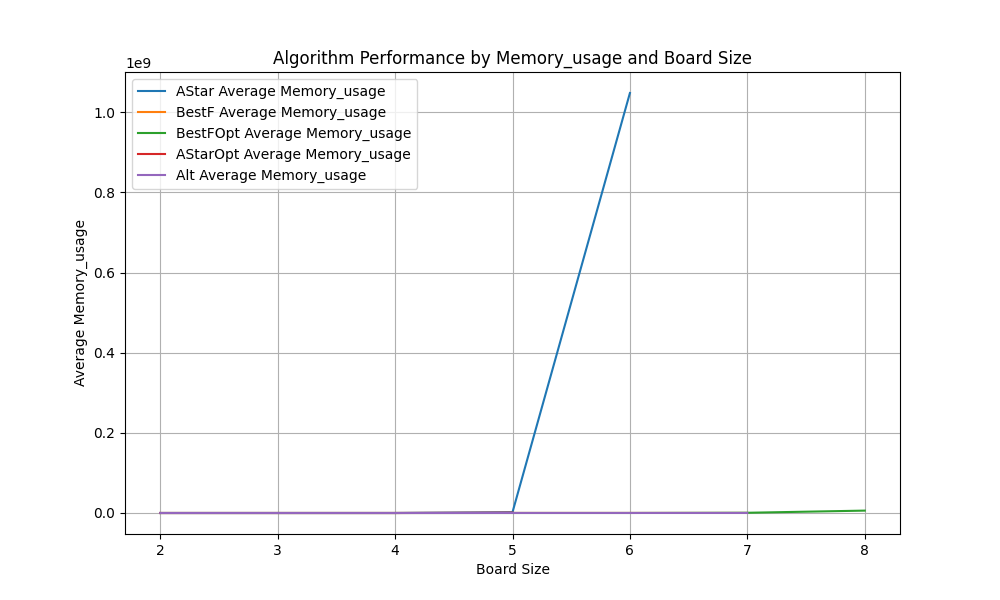 Algorithm Performance by Memory_usage and Board Size
1e9
AStar Average Memory_usage
BestF Average Memory_usage
BestFOpt Average Memory_usage
AStarOpt Average Memory_usage
Alt Average Memory_usage
1.0
0.8
0.6
0.4
0.2
0.0
Average Memory_usage
2 3 4 5 6 7 8
Board Size